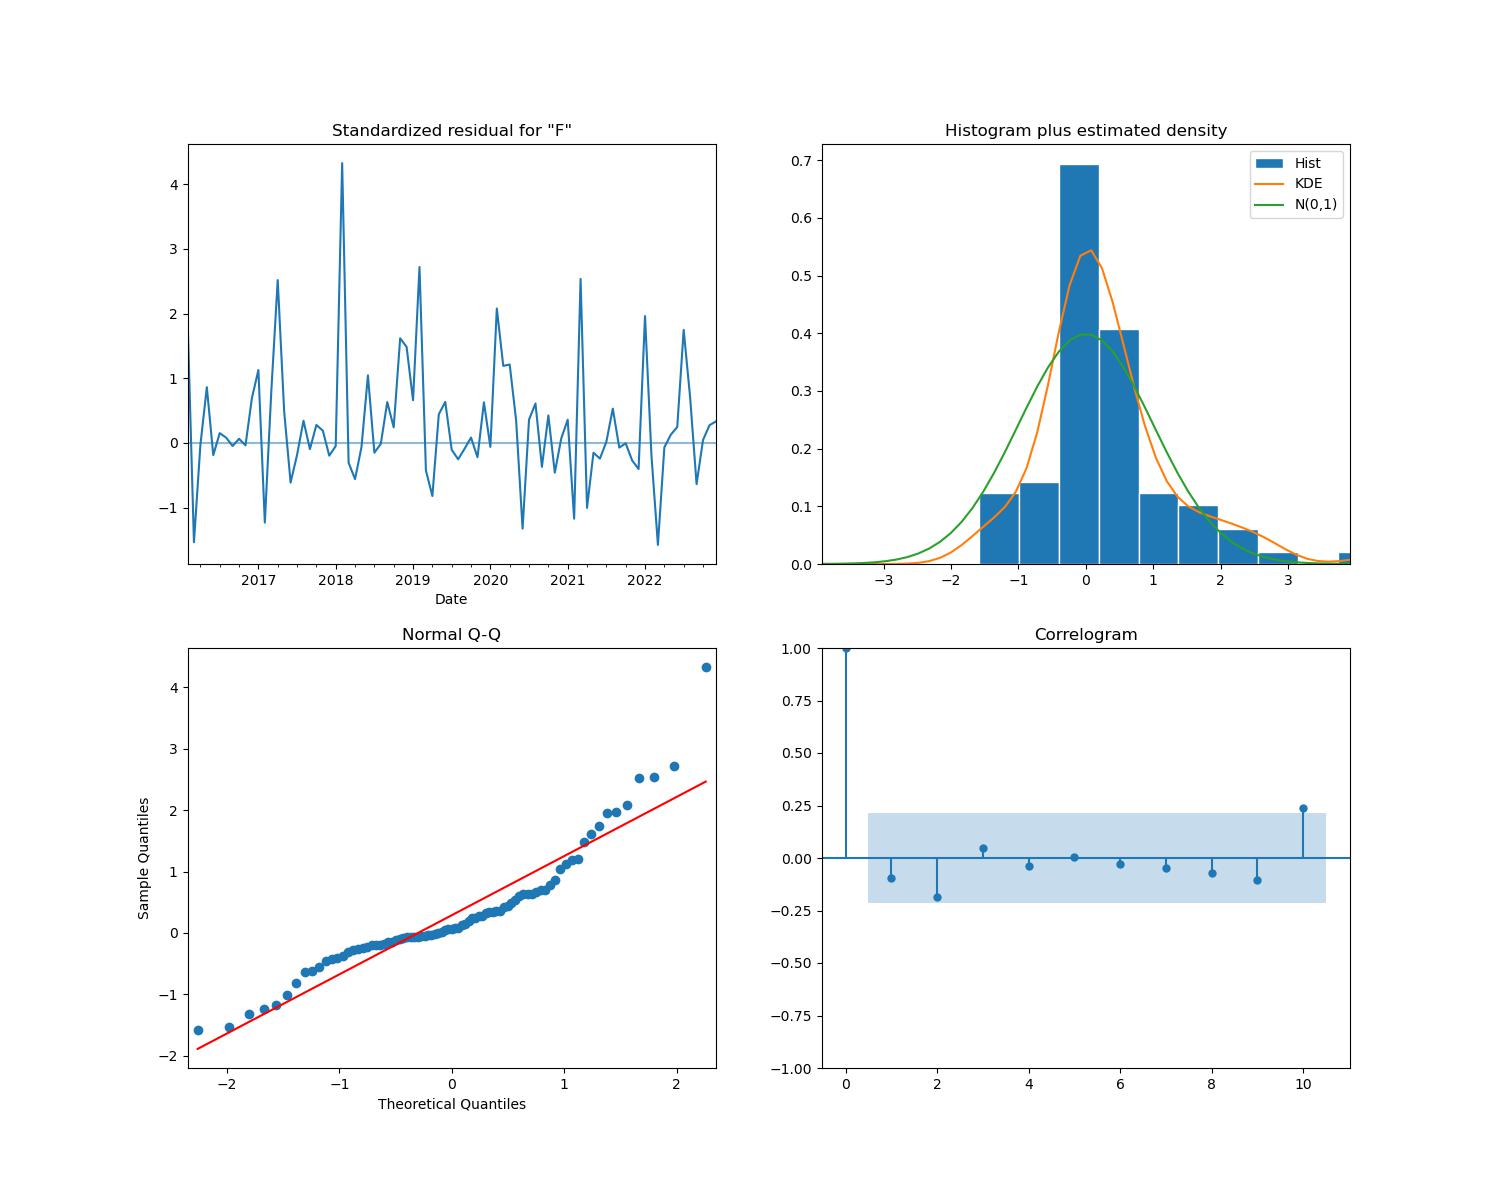 Standardized residual for "F"
4
3
2
1
0
−1
2017 2018 2019 2020 2021 2022
Date
Histogram plus estimated density
Hist
KDE
N(0,1)
0.7
0.6
0.5
0.4
0.3
0.2
0.1
0.0
−3 −2 −1 0 1 2 3
Normal Q-Q
Sample Quantiles
4
3
2
1
0
−1
−2
−2 −1 0 1 2
Theoretical Quantiles
Correlogram
1.00
0.75
0.50
0.25
0.00
−0.25
−0.50
−0.75
−1.00
0 2 4 6 8 10